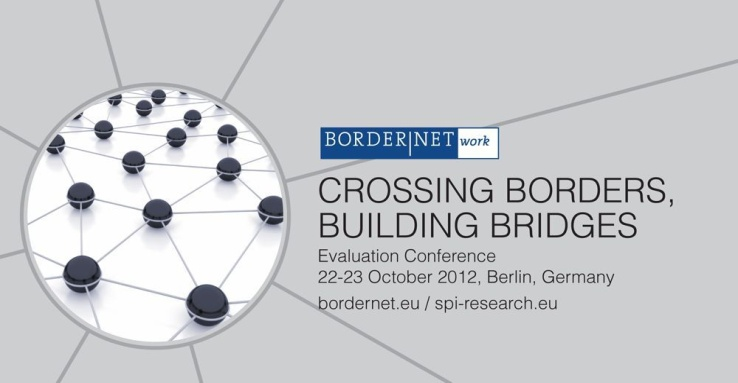 BORDER|NET work
CROSSING BORDERS,
BUILDING BRIDGES
Evaluation Conference
22-23 October 2012, Berlin, Germany
bordernet.eu / spi-research.eu